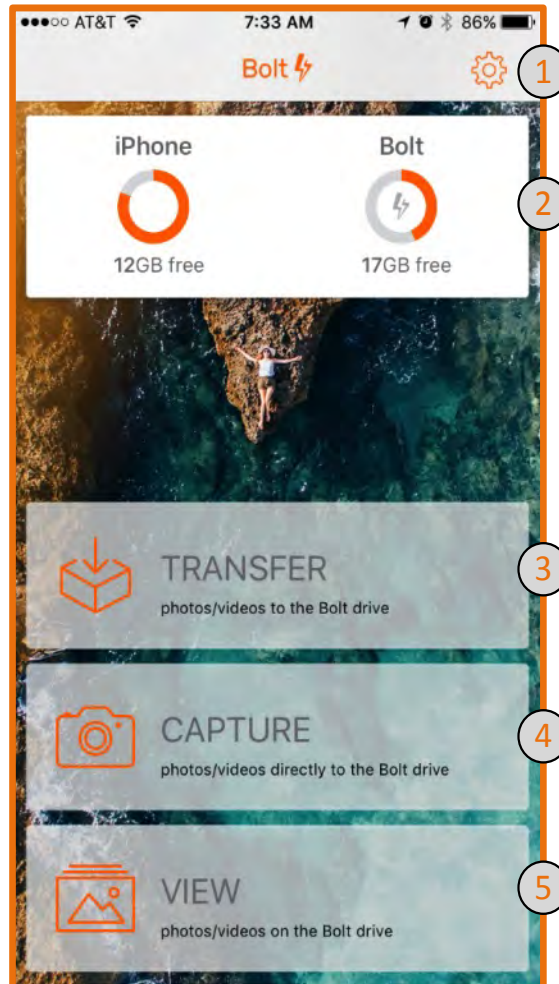 AT&T 7:33 AM 86%
Bolt
1
iPhone Bolt
2
12GB free 17GB free
TRANSFER
3
photos/videos to the Bolt drive
CAPTURE
4
photos/videos directly to the Bolt drive
VIEW
5
photos/videos on the Bolt drive